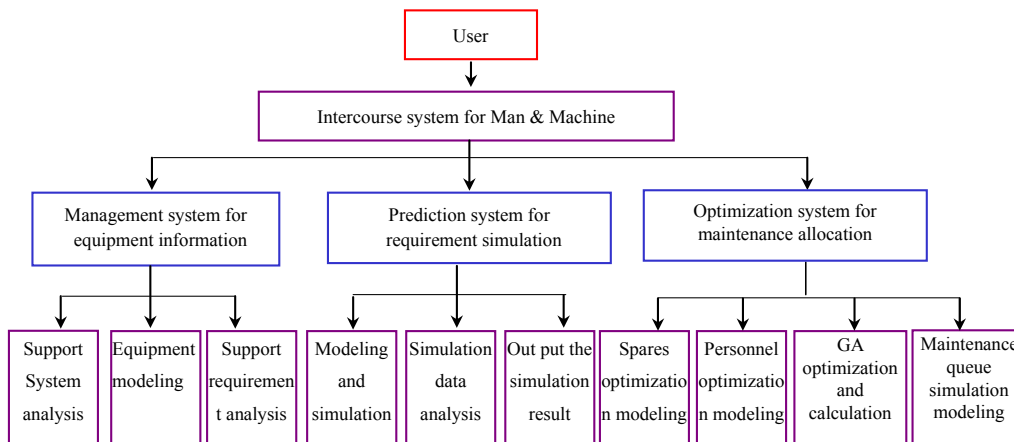 User
Intercourse system for Man & Machine
Management system for
equipment information
Prediction system for
requirement simulation
Optimization system for
maintenance allocation
Support
System
analysis
Equipment
modeling
Support
requiremen
t analysis
Modeling
and
simulation
Simulation
data
analysis
Out put the
simulation
result
Spares
optimizatio
n modeling
Personnel
optimizatio
n modeling
GA
optimization
and
calculation
Maintenance
queue
simulation
modeling